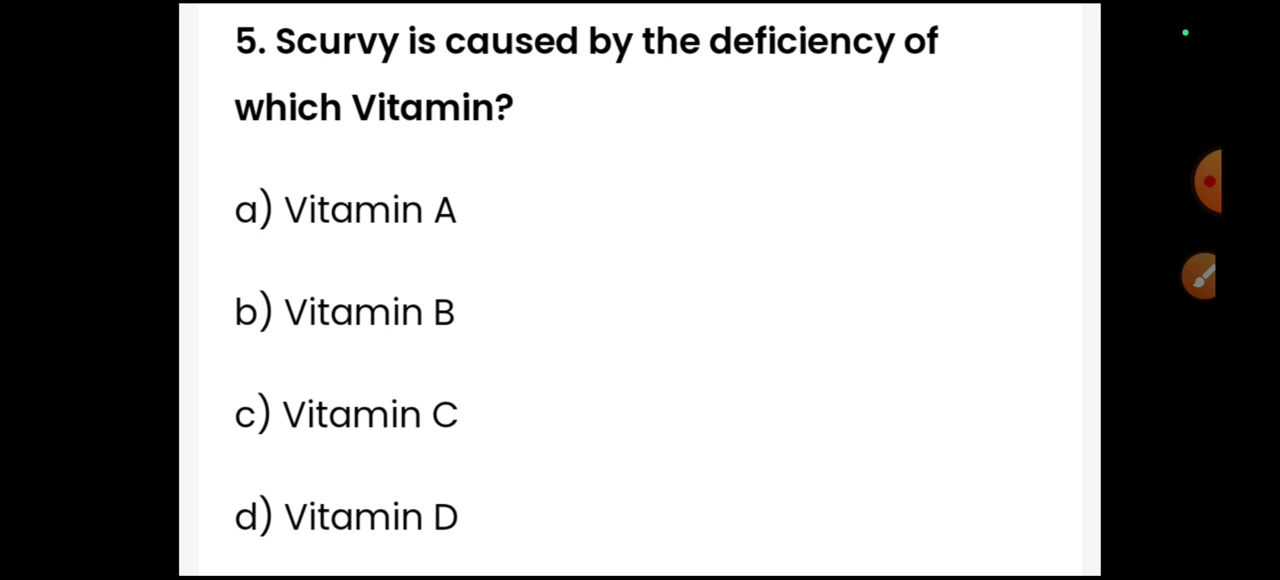 5. Scurvy is caused by the deficiency of
which Vitamin?
a) Vitamin A
b) Vitamin B
c) Vitamin C
d) Vitamin D